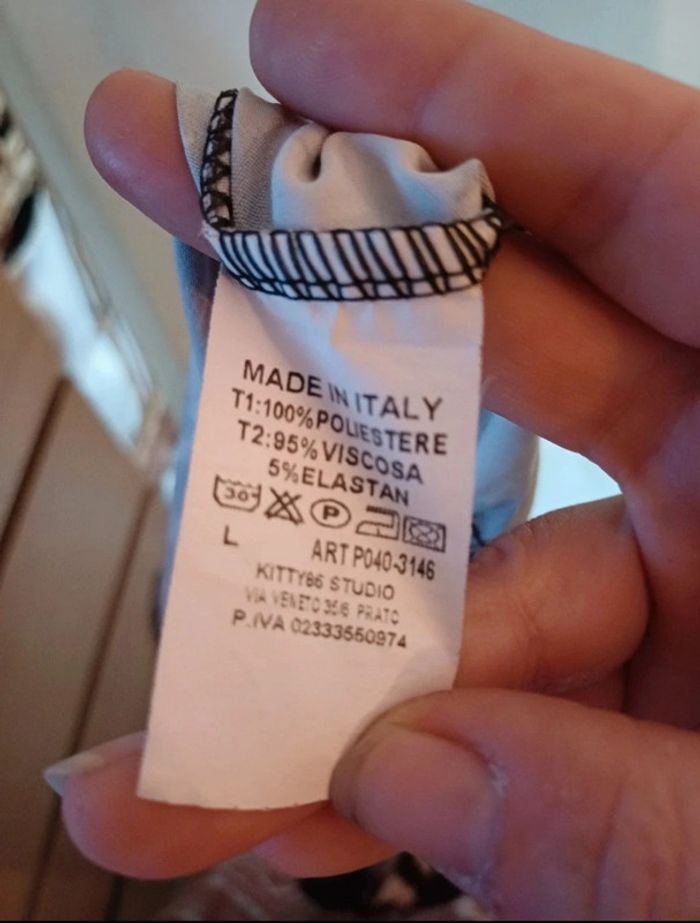 MADE IN ITALY
T1:100%POLIESTERE
T2:95%VISCOSA
5%ELASTAN
30° P
L ART P040-3146
KITTY86 STUDIO
VIA VENETO 35/6 PRATO
P.IVA 02333550974